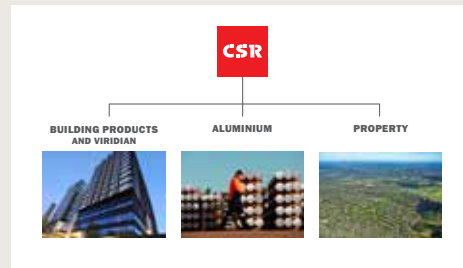 CSR
BUILDING PRODUCTS
AND VIRIDIAN
ALUMINIUM
PROPERTY